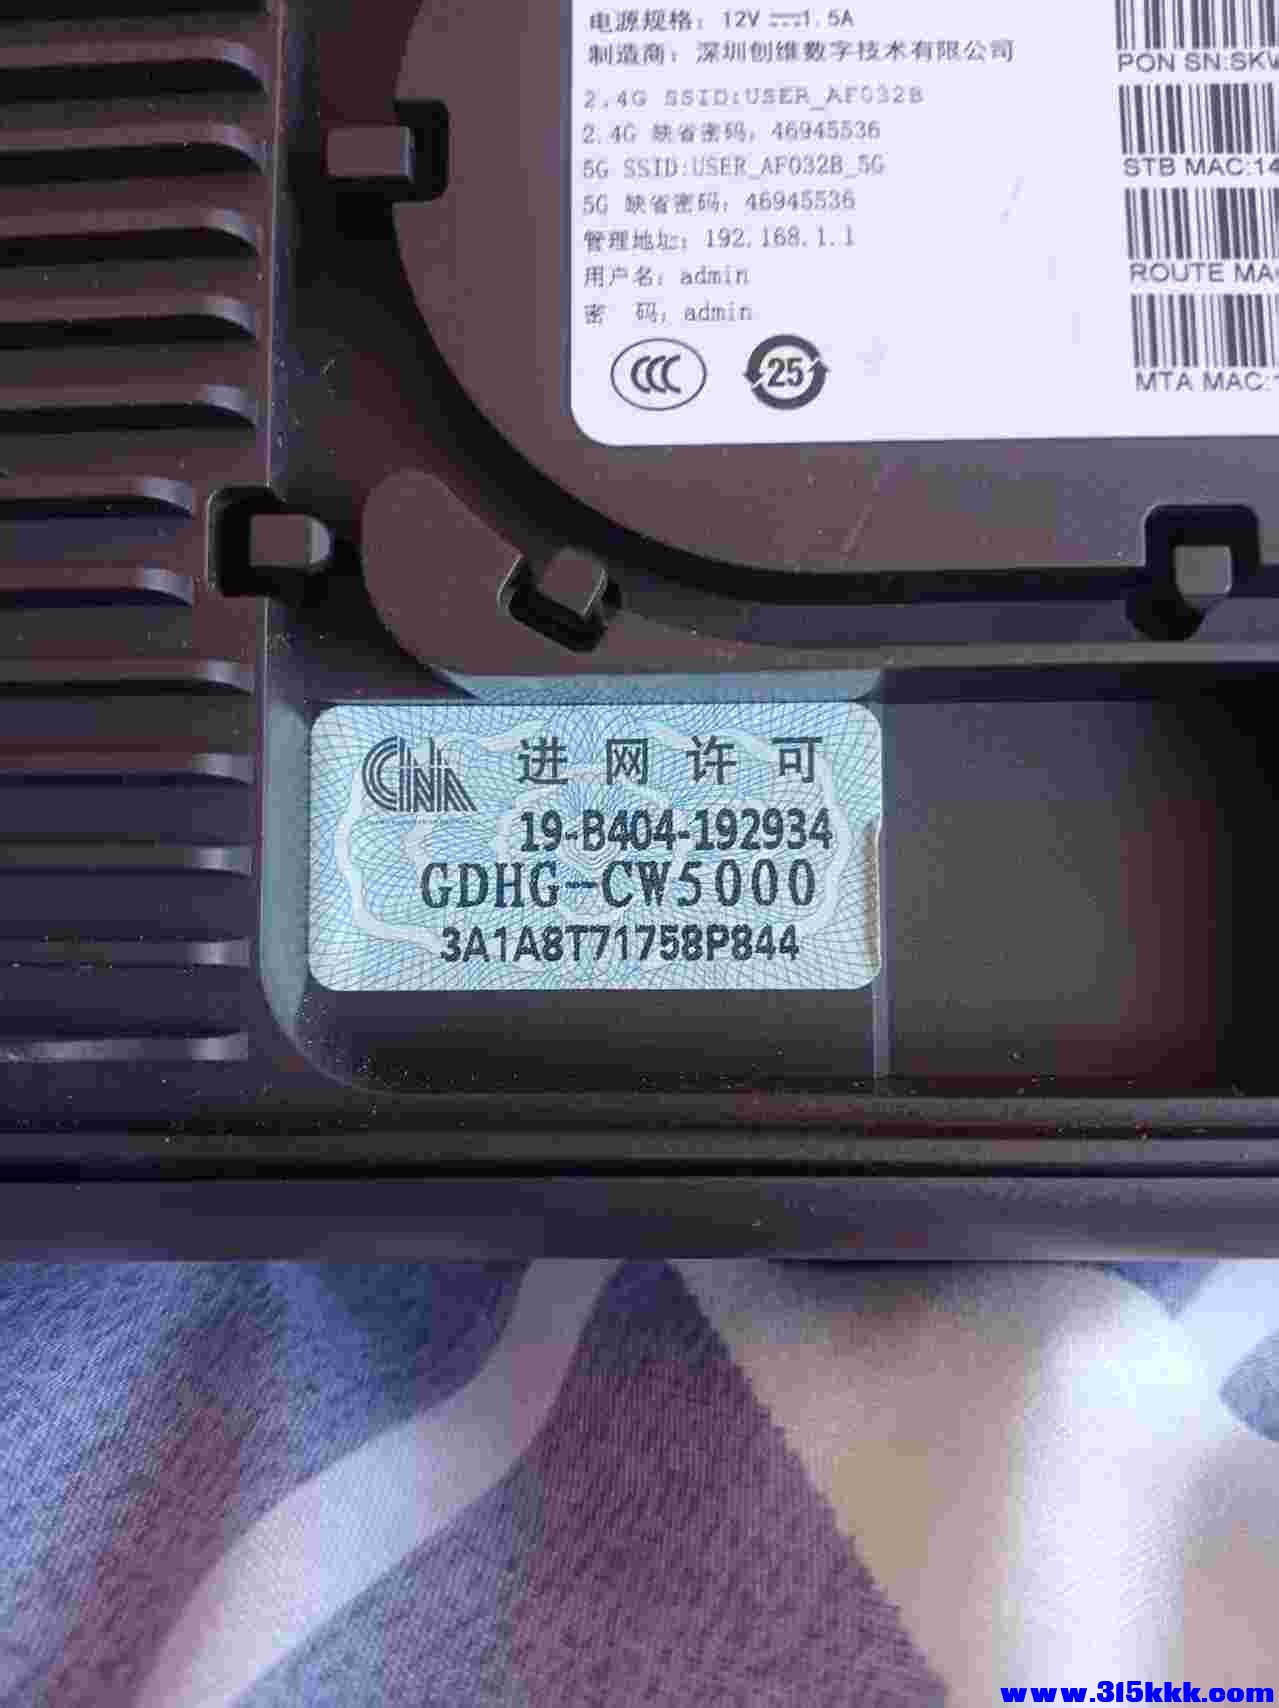 电源规格：12V ⎓1.5A
制造商：深圳创维数字技术有限公司
2.4G SSID:USER_AF032B
2.4G 缺省密码：46945536
5G SSID:USER_AF032B_5G
5G 缺省密码：46945536
管理地址：192.168.1.1
用户名：admin
密 码：admin
CCC
25
PON SN:SKW
STB MAC:14
ROUTE MAC
MTA MAC:1
CNA
进网许可
19-B404-192934
GDHG-CW5000
3A1A8T71758P844
www.315kkk.com